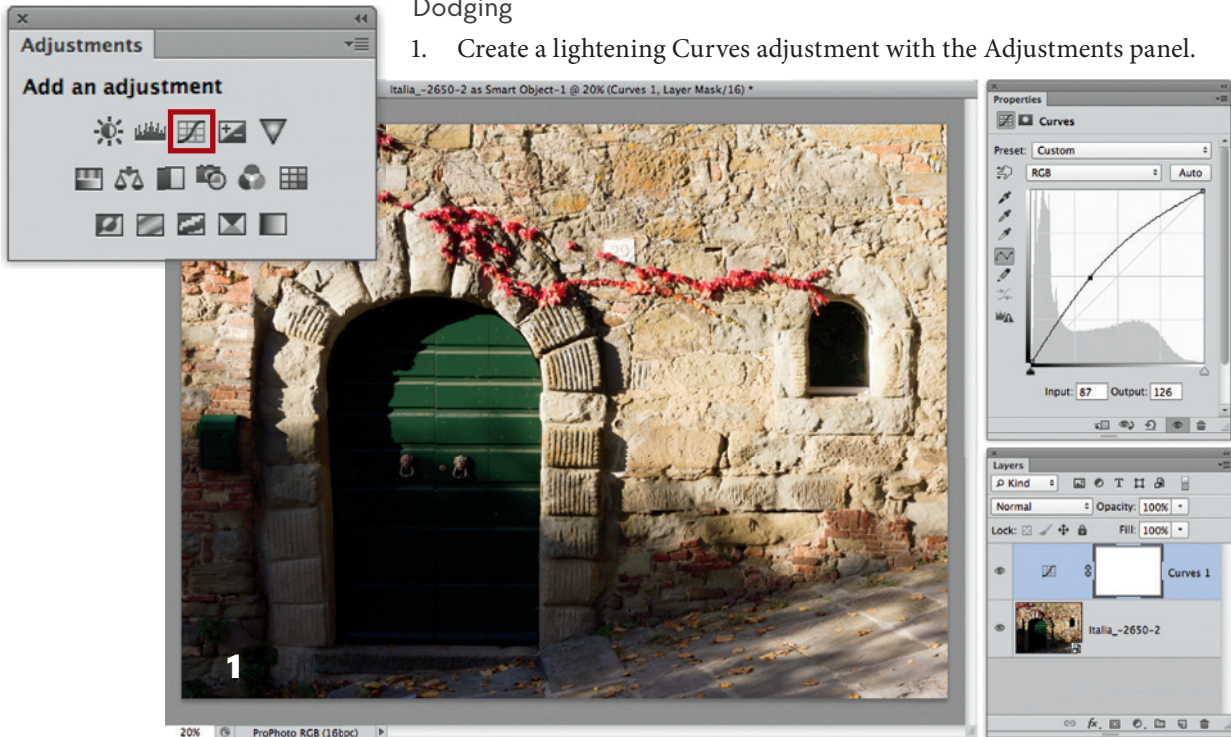 Dodging
1. Create a lightening Curves adjustment with the Adjustments panel.
Adjustments
Add an adjustment
Italia_-2650-2 as Smart Object-1 @ 20% (Curves 1, Layer Mask/16) *
29
1
20% ProPhoto RGB (16bpc)
Properties
Curves
Preset: Custom
RGB Auto
Input: 87 Output: 126
Layers
Kind T
Normal Opacity: 100%
Lock: Fill: 100%
Curves 1
Italia_-2650-2
fx